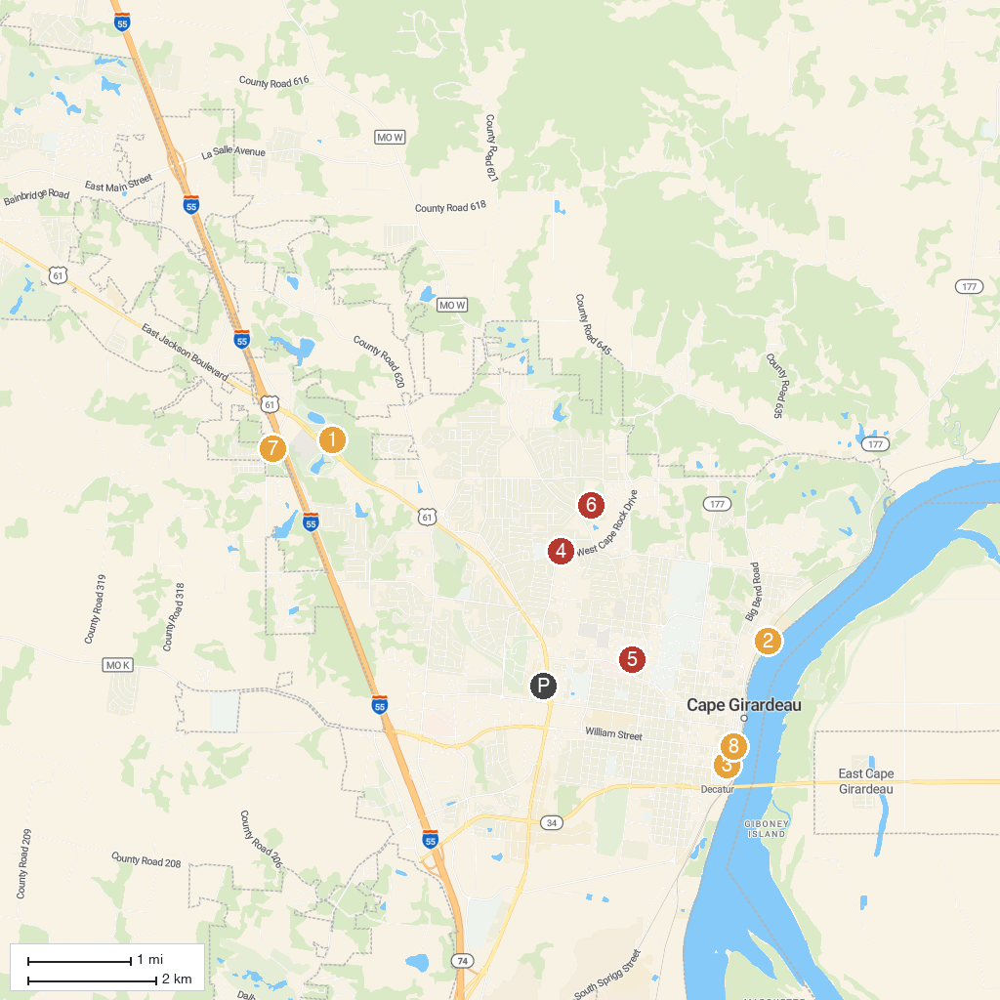 55
County Road 616
MO W
County Road 621
La Salle Avenue
East Main Street
Bainbridge Road
55
County Road 618
61
177
MO W
County Road 645
55
East Jackson Boulevard
County Road 620
County Road 635
61
1
7
177
6
177
61
55
West Cape Rock Drive
4
County Road 319
County Road 318
Big Bend Road
2
5
MO K
P
55
Cape Girardeau
William Street
8
3
East Cape
Girardeau
Decatur
34
GIBONEY
ISLAND
55
County Road 209
County Road 206
County Road 208
74
1 mi
2 km
South Sprigg Street